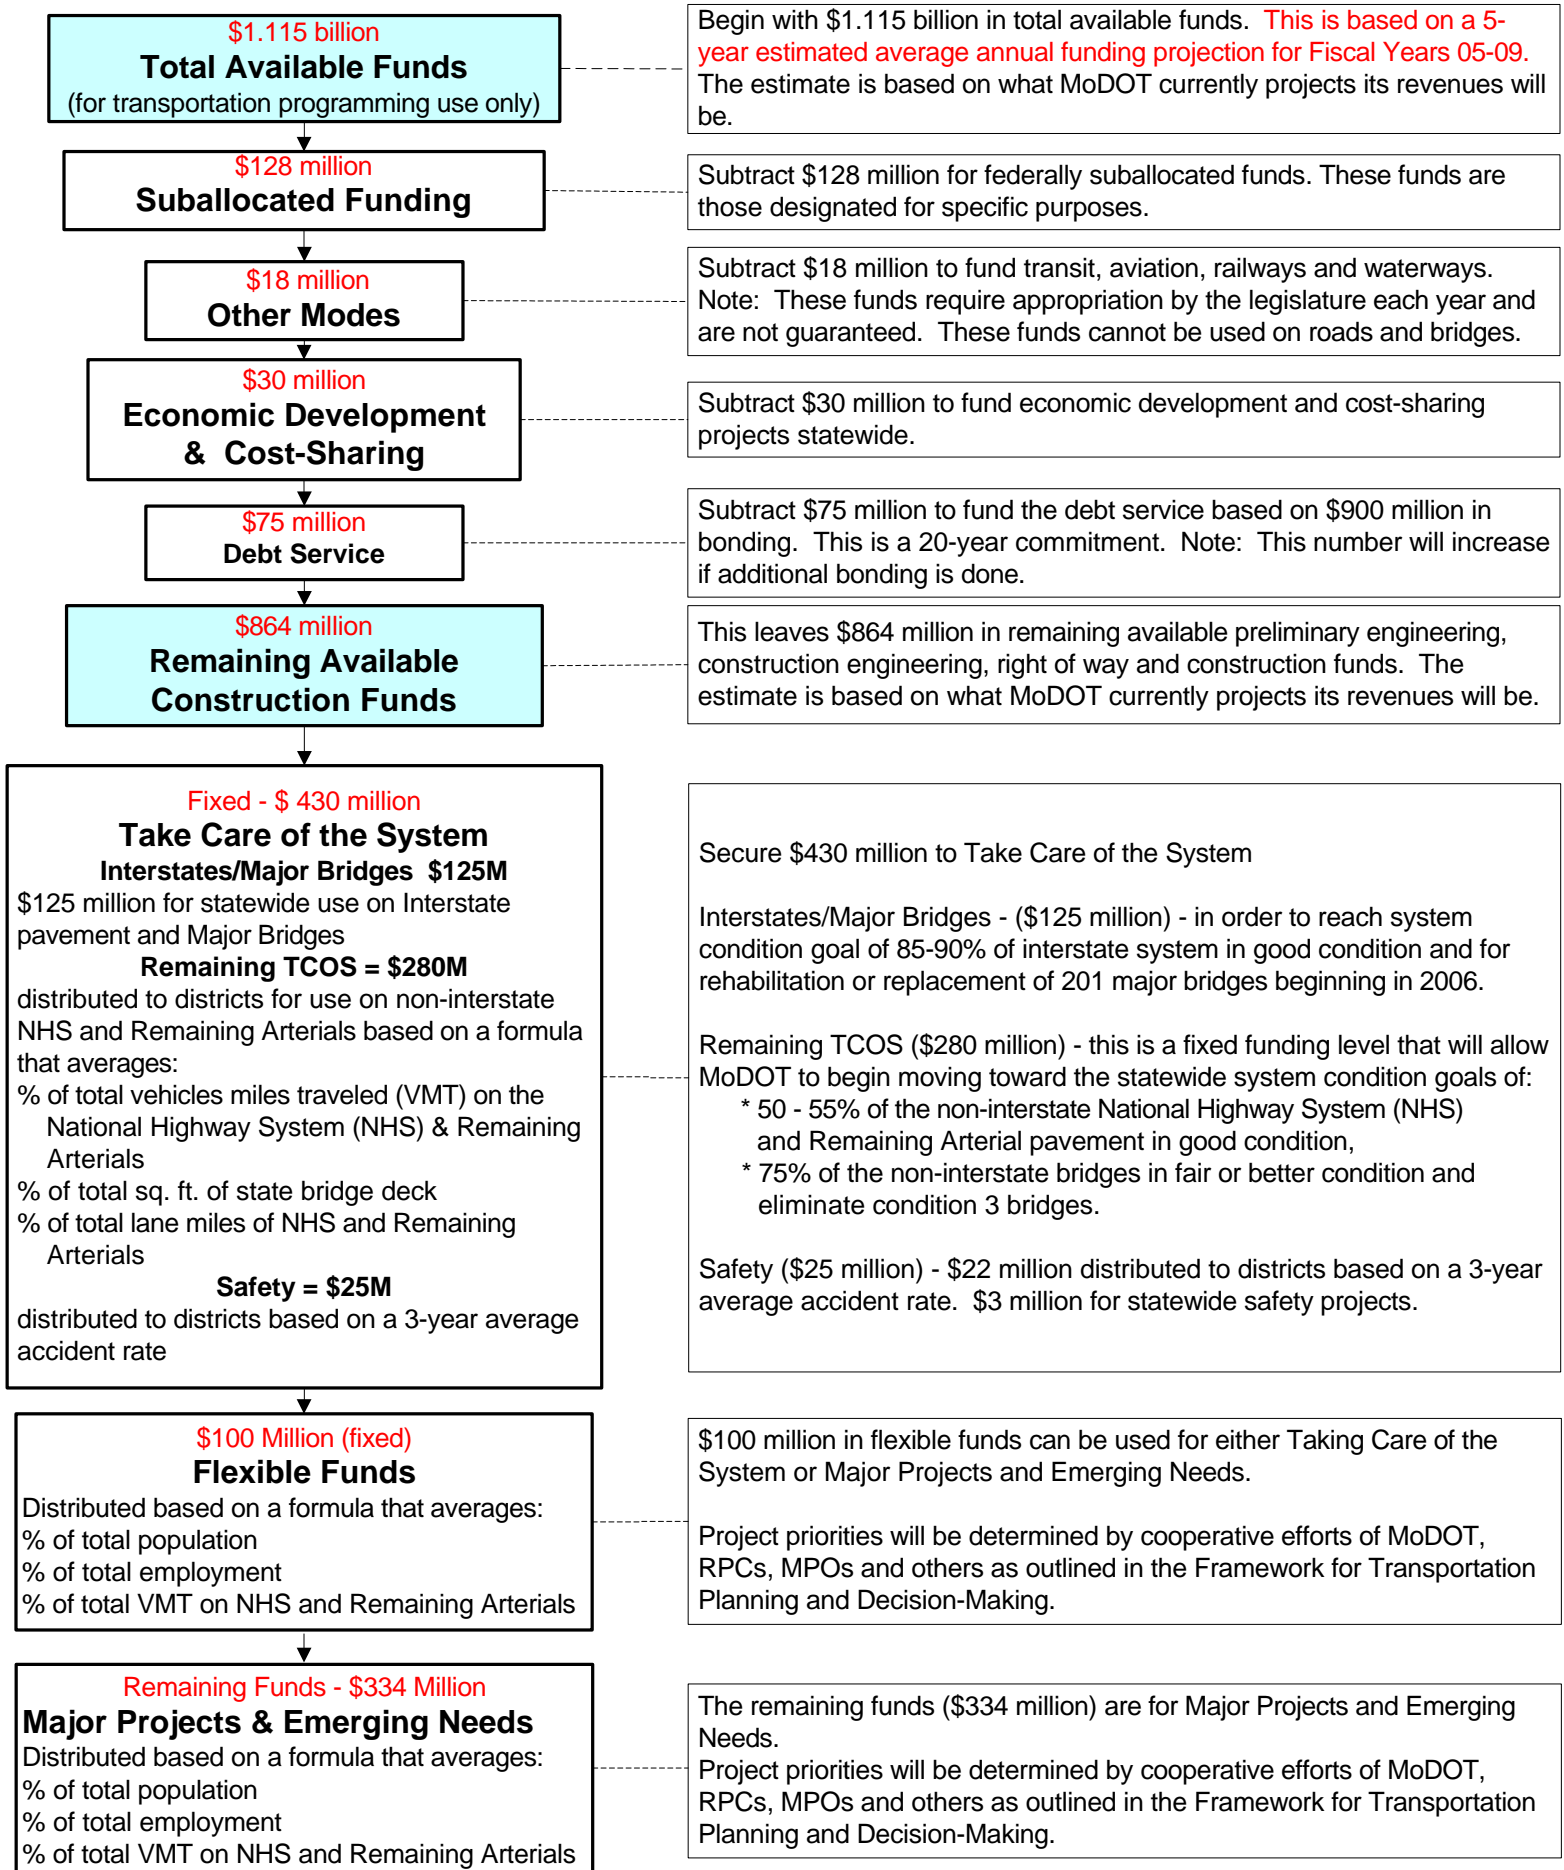 $1.115 billion
Total Available Funds
(for transportation programming use only)
Begin with $1.115 billion in total available funds.  This is based on a 5-
year estimated average annual funding projection for Fiscal Years 05-09.
The estimate is based on what MoDOT currently projects its revenues will
be.
$128 million
Suballocated Funding
Subtract $128 million for federally suballocated funds. These funds are
those designated for specific purposes.
$18 million
Other Modes
Subtract $18 million to fund transit, aviation, railways and waterways.
Note:  These funds require appropriation by the legislature each year and
are not guaranteed.  These funds cannot be used on roads and bridges.
$30 million
Economic Development
&  Cost-Sharing
Subtract $30 million to fund economic development and cost-sharing
projects statewide.
$75 million
Debt Service
Subtract $75 million to fund the debt service based on $900 million in
bonding.  This is a 20-year commitment.  Note:  This number will increase
if additional bonding is done.
$864 million
Remaining Available
Construction Funds
This leaves $864 million in remaining available preliminary engineering,
construction engineering, right of way and construction funds.  The
estimate is based on what MoDOT currently projects its revenues will be.
Fixed - $ 430 million
Take Care of the System
Interstates/Major Bridges  $125M
$125 million for statewide use on Interstate
pavement and Major Bridges
Remaining TCOS = $280M
distributed to districts for use on non-interstate
NHS and Remaining Arterials based on a formula
that averages:
% of total vehicles miles traveled (VMT) on the
National Highway System (NHS) & Remaining
Arterials
% of total sq. ft. of state bridge deck
% of total lane miles of NHS and Remaining
Arterials
Safety = $25M
distributed to districts based on a 3-year average
accident rate
Secure $430 million to Take Care of the System
Interstates/Major Bridges - ($125 million) - in order to reach system
condition goal of 85-90% of interstate system in good condition and for
rehabilitation or replacement of 201 major bridges beginning in 2006.
Remaining TCOS ($280 million) - this is a fixed funding level that will allow
MoDOT to begin moving toward the statewide system condition goals of:
* 50 - 55% of the non-interstate National Highway System (NHS)
and Remaining Arterial pavement in good condition,
* 75% of the non-interstate bridges in fair or better condition and
eliminate condition 3 bridges.
Safety ($25 million) - $22 million distributed to districts based on a 3-year
average accident rate.  $3 million for statewide safety projects.
$100 Million (fixed)
Flexible Funds
Distributed based on a formula that averages:
% of total population
% of total employment
% of total VMT on NHS and Remaining Arterials
$100 million in flexible funds can be used for either Taking Care of the
System or Major Projects and Emerging Needs.
Project priorities will be determined by cooperative efforts of MoDOT,
RPCs, MPOs and others as outlined in the Framework for Transportation
Planning and Decision-Making.
Remaining Funds - $334 Million
Major Projects & Emerging Needs
Distributed based on a formula that averages:
% of total population
% of total employment
% of total VMT on NHS and Remaining Arterials
The remaining funds ($334 million) are for Major Projects and Emerging
Needs.
Project priorities will be determined by cooperative efforts of MoDOT,
RPCs, MPOs and others as outlined in the Framework for Transportation
Planning and Decision-Making.